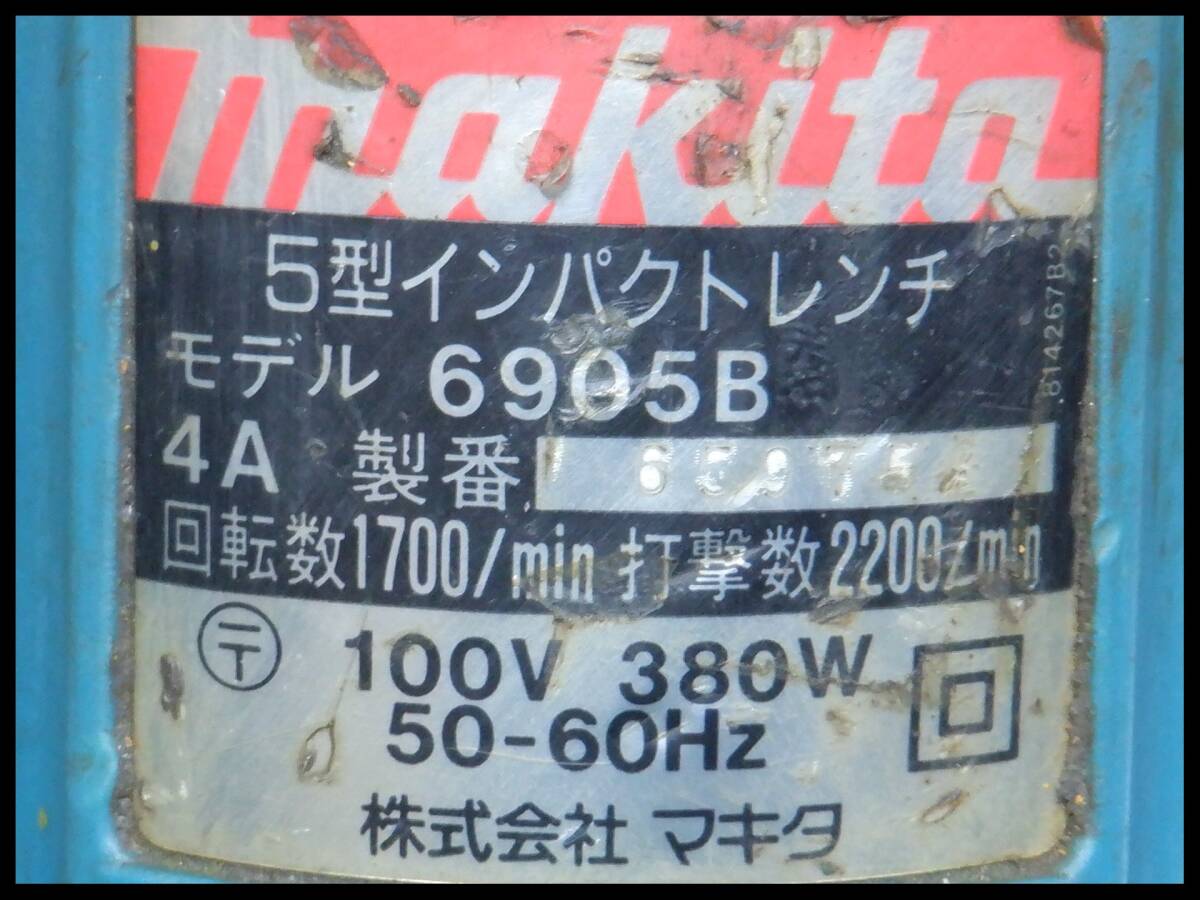 makita
5型インパクトレンチ
モデル 6905B
4A 製番
回転数1700/min 打撃数2200/min
〒 100V 380W
50-60Hz
株式会社 マキタ
814267B2